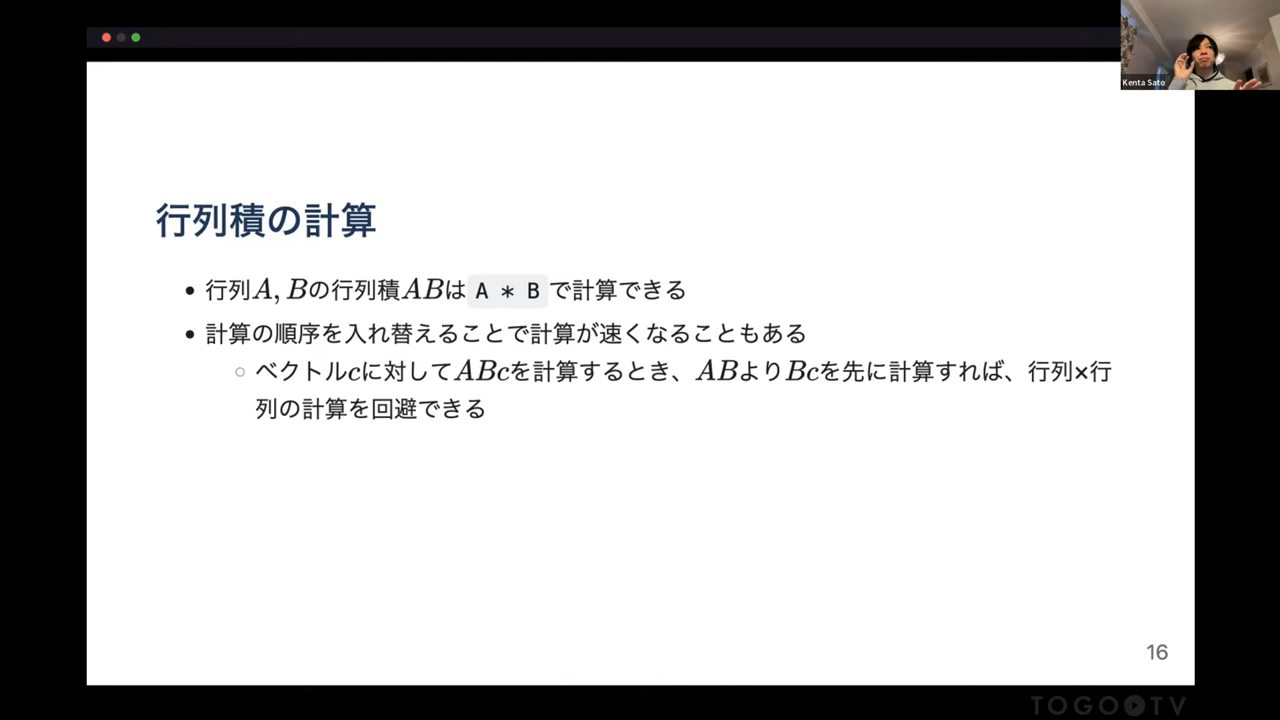 Kenta Sato
行列積の計算
行列A, Bの行列積ABは A * B で計算できる
計算の順序を入れ替えることで計算が速くなることもある
ベクトルcに対してABcを計算するとき、ABよりBcを先に計算すれば、行列×行
列の計算を回避できる
16
TOGOTV